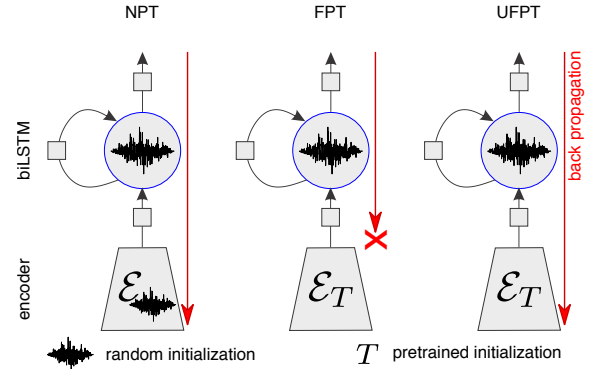 NPT
FPT
UFPT
biLSTM
back propagation
encoder
ℰ
ℰ_T
ℰ_T
random initialization
T pretrained initialization